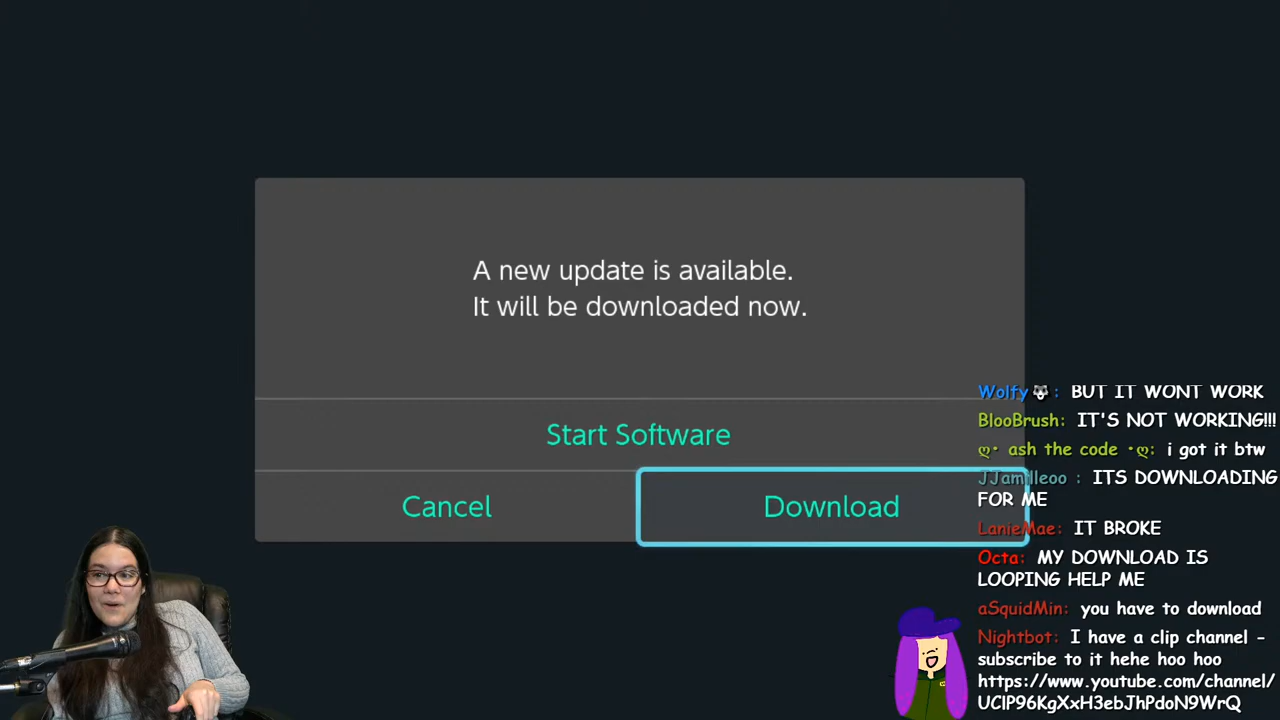 A new update is available.
It will be downloaded now.
Start Software
Cancel
Download
Wolfy🐺: BUT IT WONT WORK
BlooBrush: IT'S NOT WORKING!!!
ღ• ash the code •ღ: i got it btw
JJamilleoo : ITS DOWNLOADING
FOR ME
LanieMae: IT BROKE
Octa: MY DOWNLOAD IS
LOOPING HELP ME
aSquidMin: you have to download
Nightbot: I have a clip channel -
subscribe to it hehe hoo hoo
https://www.youtube.com/channel/
UClP96KgXxH3ebJhPdoN9WrQ